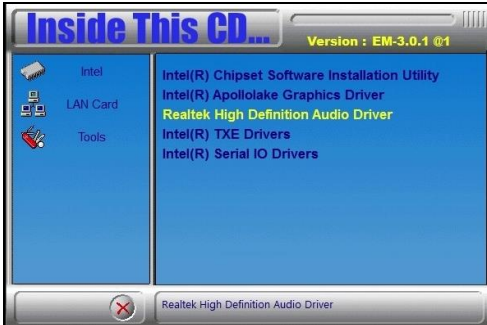 Inside This CD...
Version : EM-3.0.1 @1
Intel
LAN Card
Tools
Intel(R) Chipset Software Installation Utility
Intel(R) Apollolake Graphics Driver
Realtek High Definition Audio Driver
Intel(R) TXE Drivers
Intel(R) Serial IO Drivers
Realtek High Definition Audio Driver